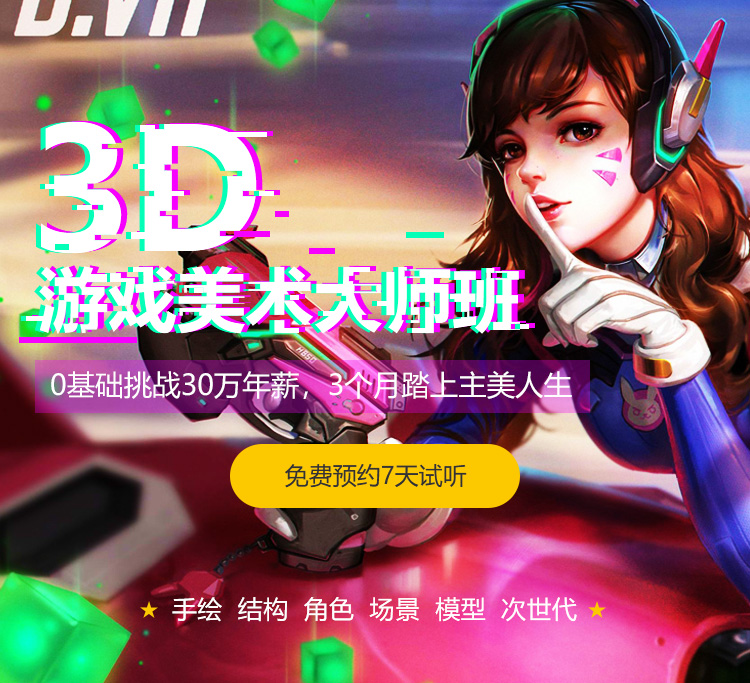 D.VA
3D
游戏美术大师班
HBGC
0基础挑战30万年薪，3个月踏上主美人生
免费预约7天试听
★ 手绘 结构 角色 场景 模型 次世代 ★